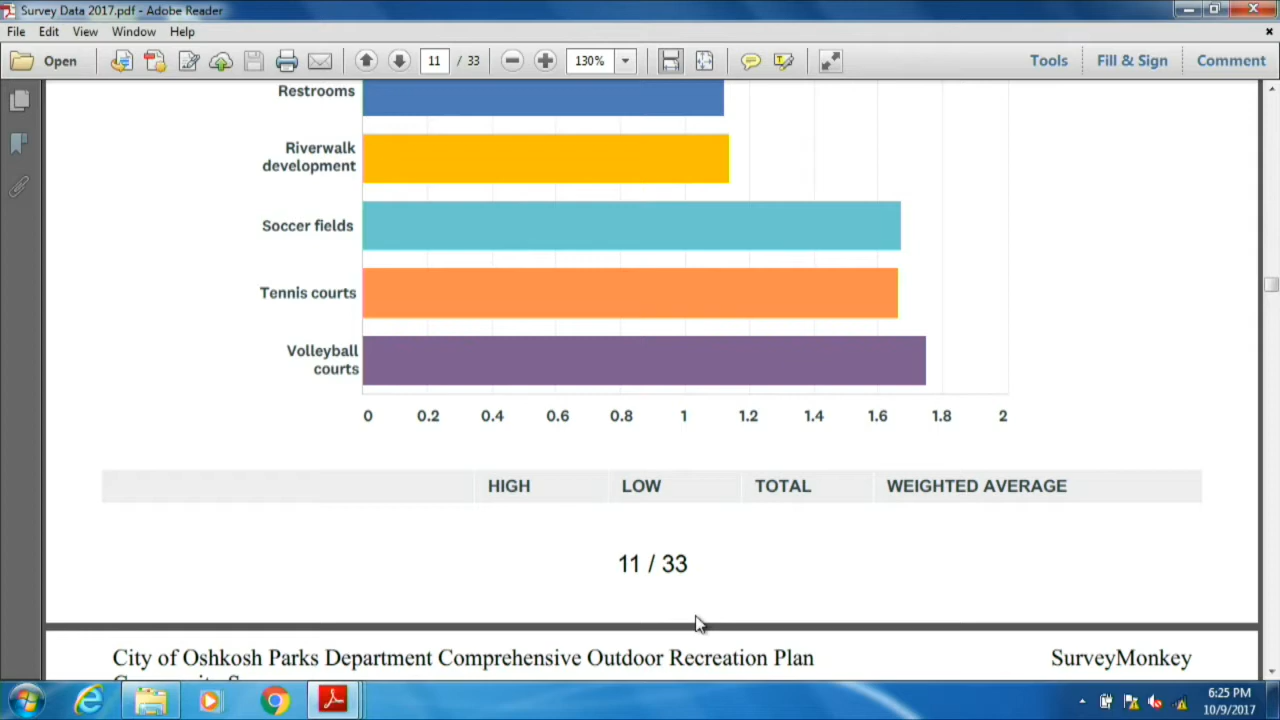 Survey Data 2017.pdf - Adobe Reader
File Edit View Window Help
Open 11 / 33 130% Tools Fill & Sign Comment
Restrooms
Riverwalk
development
Soccer fields
Tennis courts
Volleyball
courts
0 0.2 0.4 0.6 0.8 1 1.2 1.4 1.6 1.8 2
HIGH LOW TOTAL WEIGHTED AVERAGE
11 / 33
City of Oshkosh Parks Department Comprehensive Outdoor Recreation Plan SurveyMonkey
6:25 PM
10/9/2017